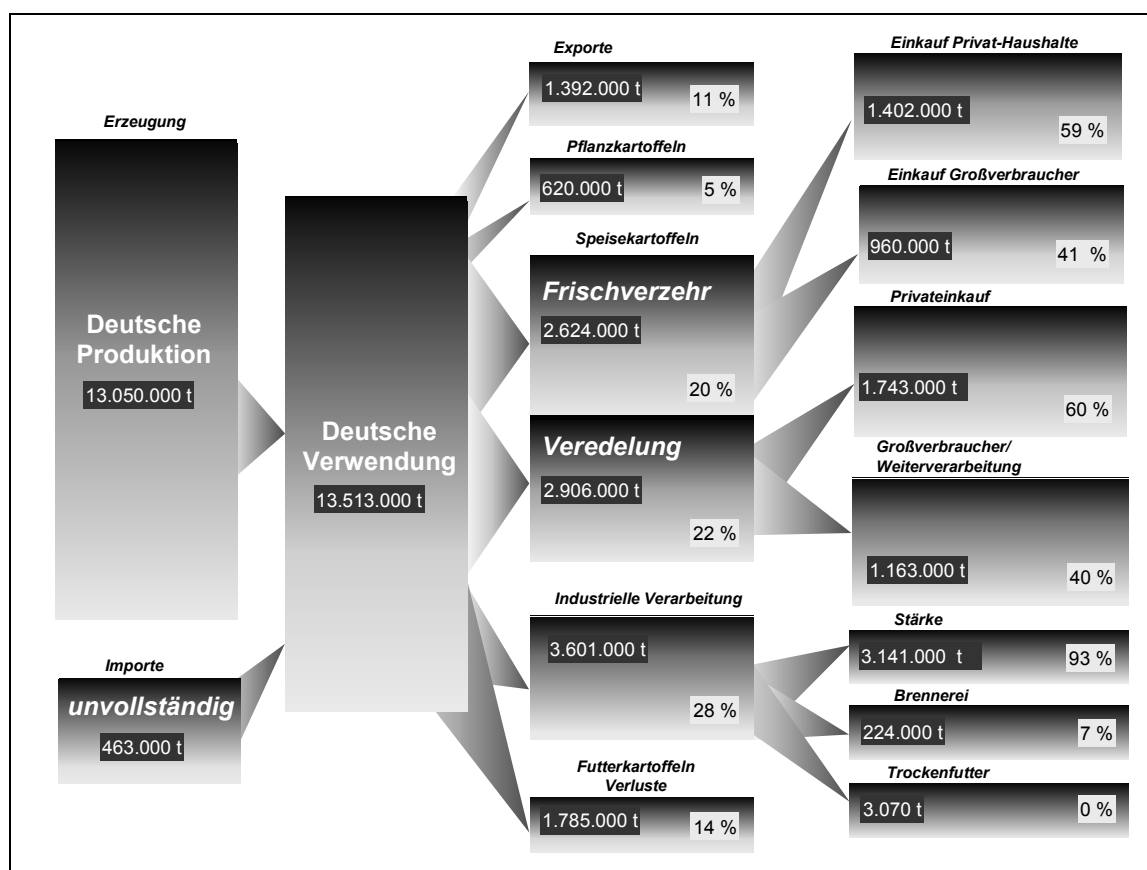 Erzeugung
Deutsche
Produktion
13.050.000 t
Importe
unvollständig
463.000 t
Deutsche
Verwendung
13.513.000 t
Exporte
1.392.000 t
11 %
Pflanzkartoffeln
620.000 t
5 %
Speisekartoffeln
Frischverzehr
2.624.000 t
20 %
Veredelung
2.906.000 t
22 %
Industrielle Verarbeitung
3.601.000 t
28 %
Futterkartoffeln
Verluste
1.785.000 t
14 %
Einkauf Privat-Haushalte
1.402.000 t
59 %
Einkauf Großverbraucher
960.000 t
41 %
Privateinkauf
1.743.000 t
60 %
Großverbraucher/
Weiterverarbeitung
1.163.000 t
40 %
Stärke
3.141.000 t
93 %
Brennerei
224.000 t
7 %
Trockenfutter
3.070 t
0 %